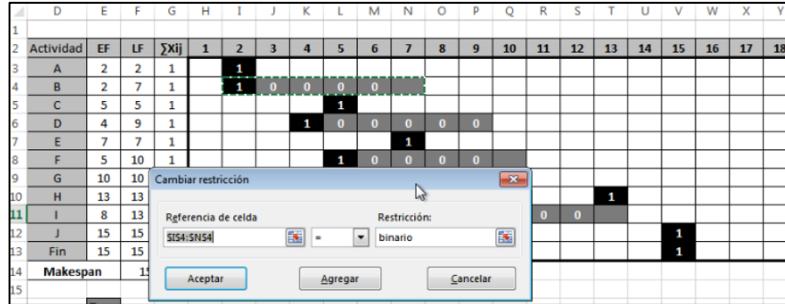 D E F G H I J K L M N O P Q R S T U V W X Y
1
2 Actividad EF LF ∑Xij 1 2 3 4 5 6 7 8 9 10 11 12 13 14 15 16 17 18
3 A 2 2 1 1
4 B 2 7 1 1 0 0 0 0
5 C 5 5 1 1
6 D 4 9 1 1 0 0 0 0 0
7 E 7 7 1 1
8 F 5 10 1 1 0 0 0 0
9 G 10 10 Cambiar restricción
10 H 13 13 1
11 I 8 13 Referencia de celda Restricción: 0 0
12 J 15 15 $I$4:$N$4 = binario 1
13 Fin 15 15 1
14 Makespan Aceptar Agregar Cancelar
15